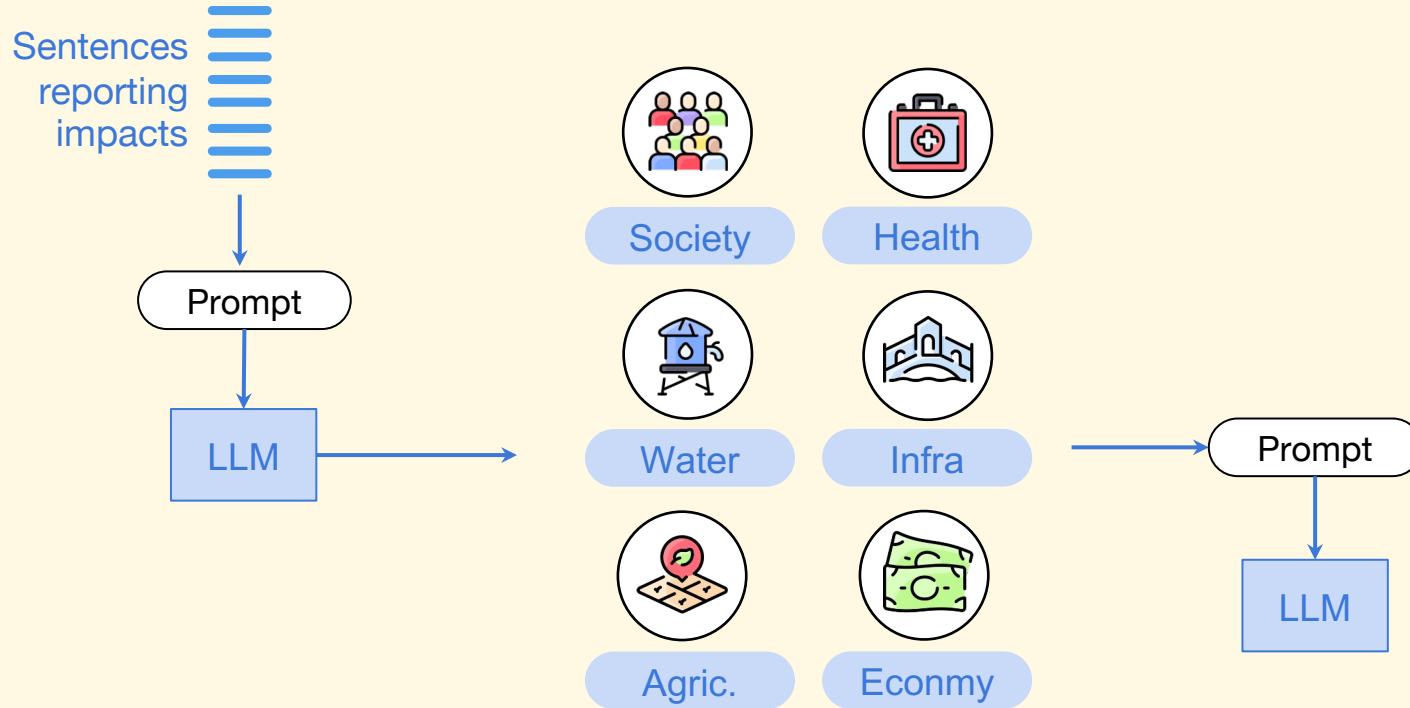 Sentences
reporting
impacts
Prompt
LLM
Society
Health
Water
Infra
Agric.
Econmy
Prompt
LLM